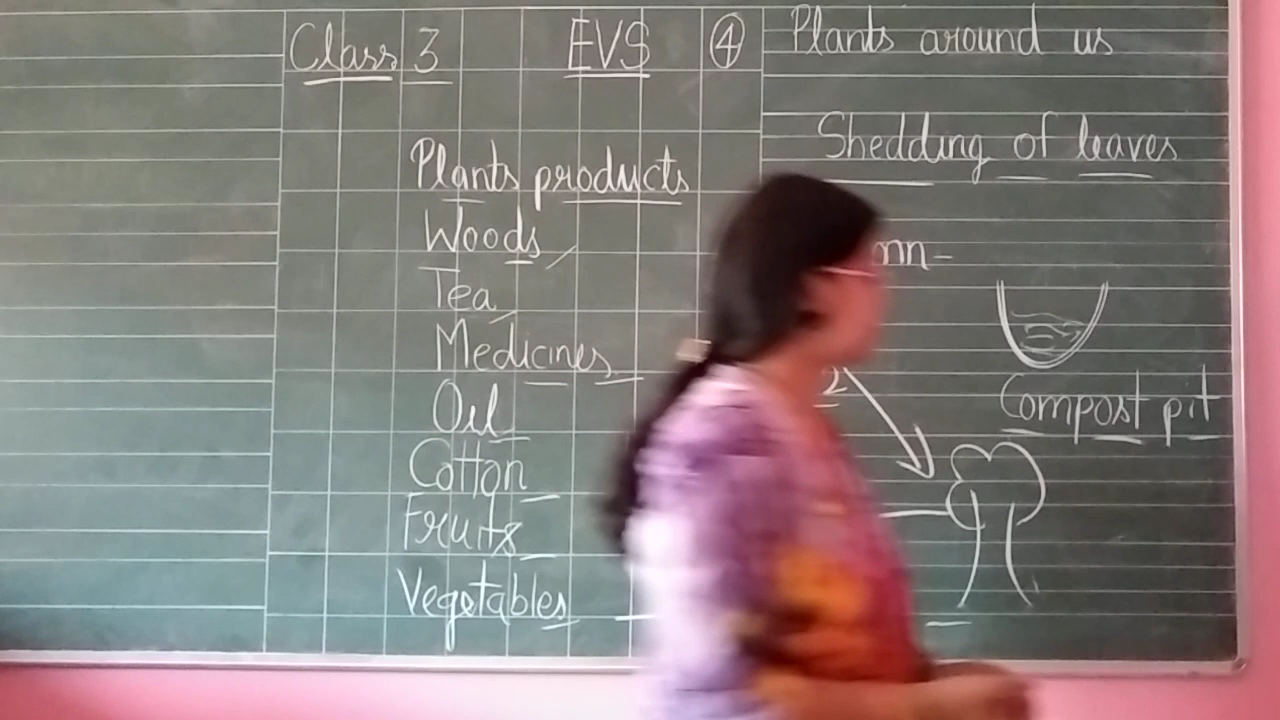 Class 3 EVS 4
Plants around us
Plants products
Woods
Tea
Medicines
Oil
Cotton
Fruits
Vegetables
Shedding of leaves
2
Compost pit